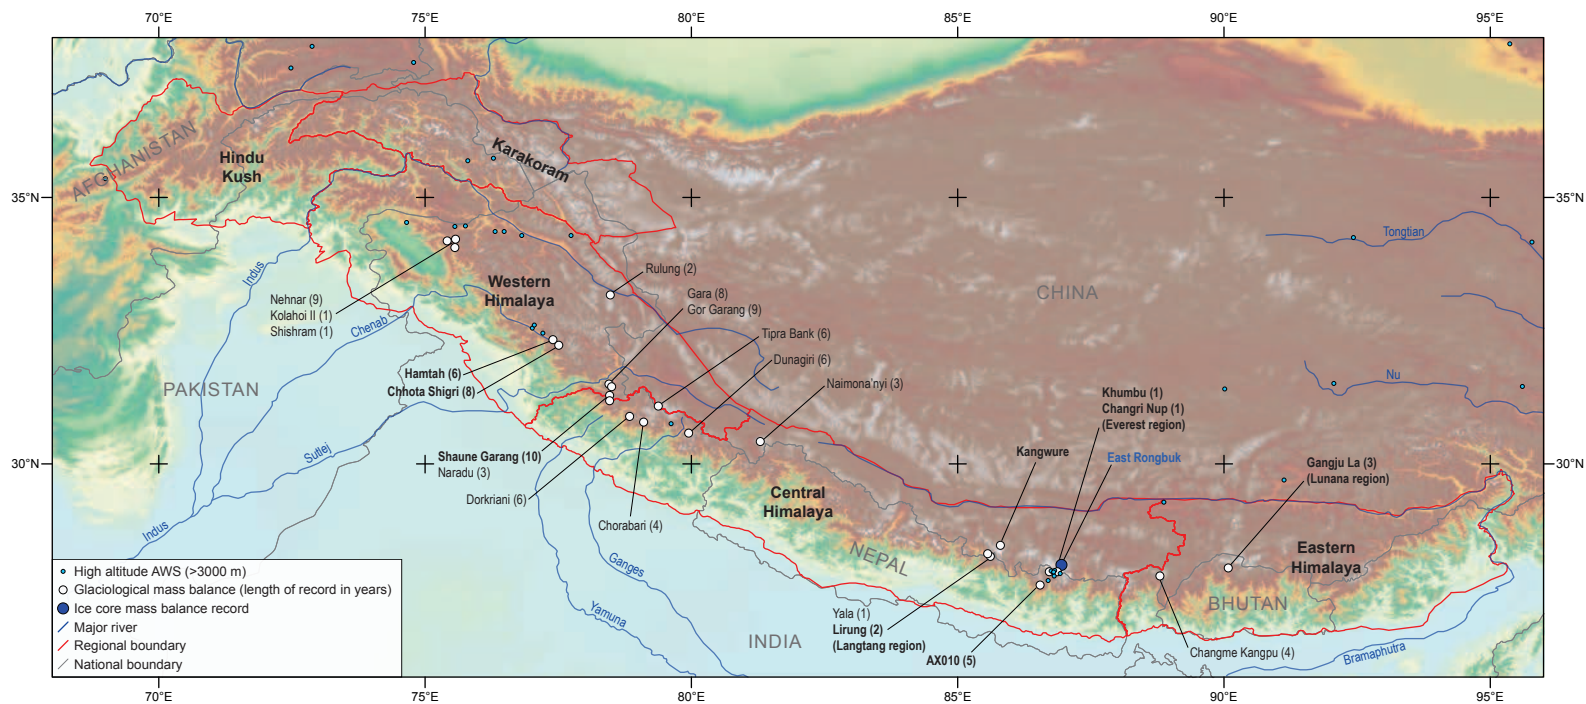 70°E
75°E
80°E
85°E
90°E
95°E
35°N
35°N
AFGHANISTAN
Hindu
Kush
Karakoram
Tongtian
Indus
Western
Himalaya
Rulung (2)
CHINA
Nehnar (9)
Kolahoi II (1)
Shishram (1)
Gara (8)
Gor Garang (9)
Chenab
Tipra Bank (6)
Dunagiri (6)
Nu
PAKISTAN
Hamtah (6)
Chhota Shigri (8)
Naimona'nyi (3)
Khumbu (1)
Changri Nup (1)
(Everest region)
Sutlej
Shaune Garang (10)
Naradu (3)
Kangwure
East Rongbuk
Gangju La (3)
(Lunana region)
30°N
30°N
Dorkriani (6)
Central
Himalaya
Chorabari (4)
Indus
Ganges
NEPAL
Eastern
Himalaya
BHUTAN
Yamuna
INDIA
Yala (1)
Lirung (2)
(Langtang region)
AX010 (5)
Changme Kangpu (4)
Bramaphutra
High altitude AWS (>3000 m)
Glaciological mass balance (length of record in years)
Ice core mass balance record
Major river
Regional boundary
National boundary
70°E
75°E
80°E
85°E
90°E
95°E